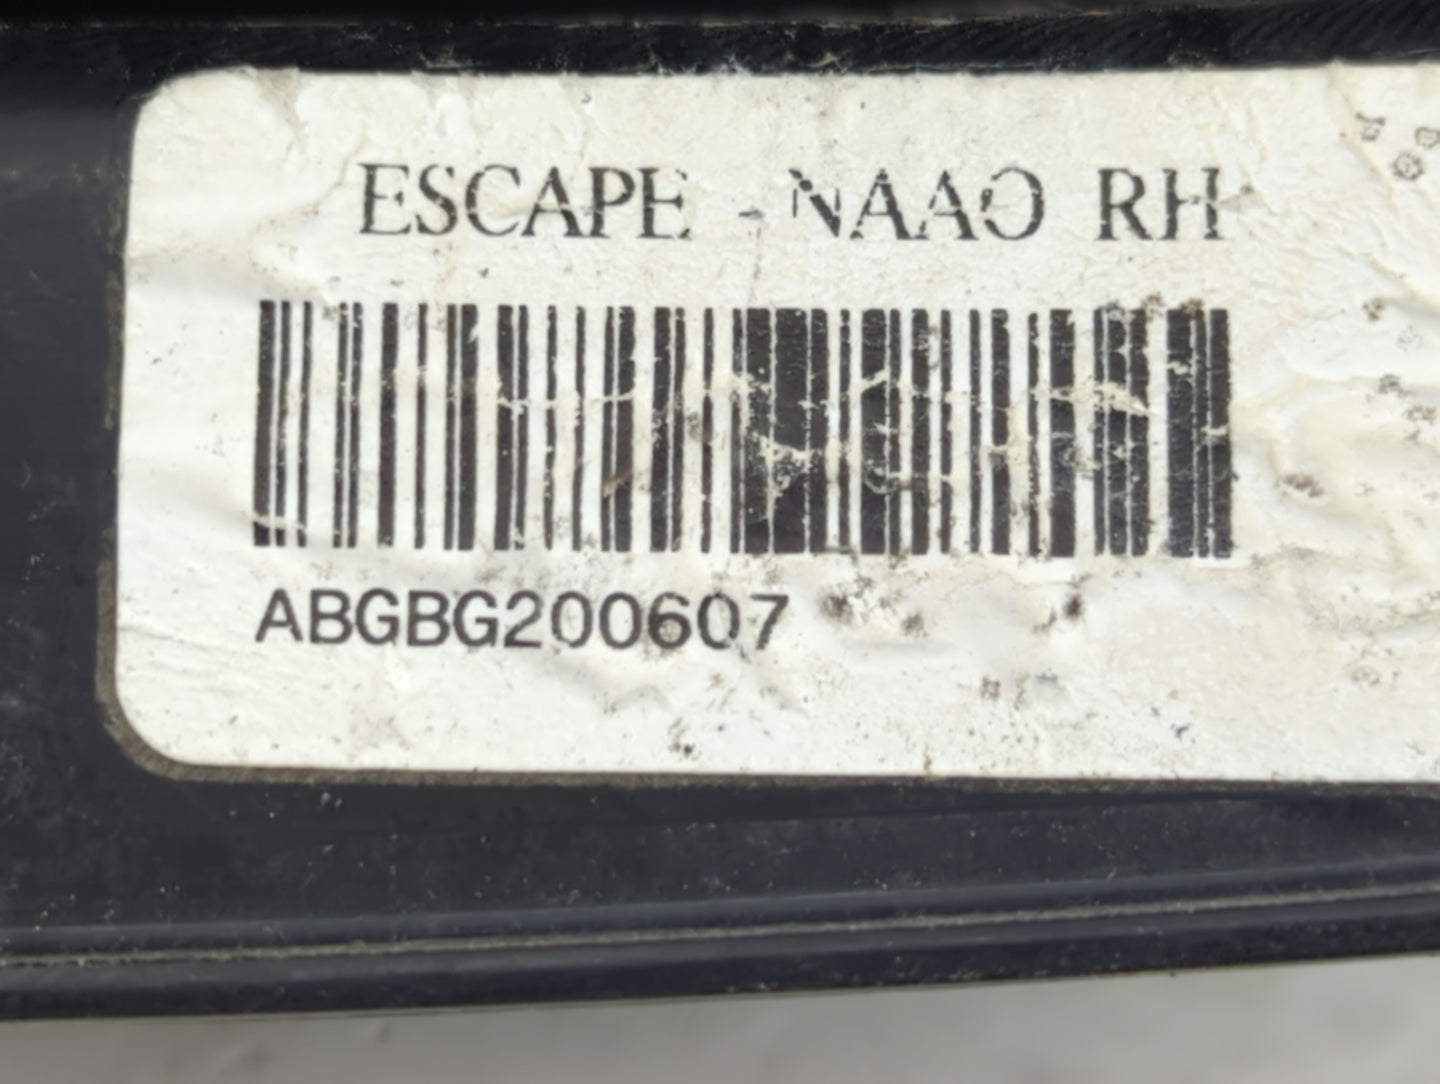 ESCAPE - NAAO RH
ABGBG200607